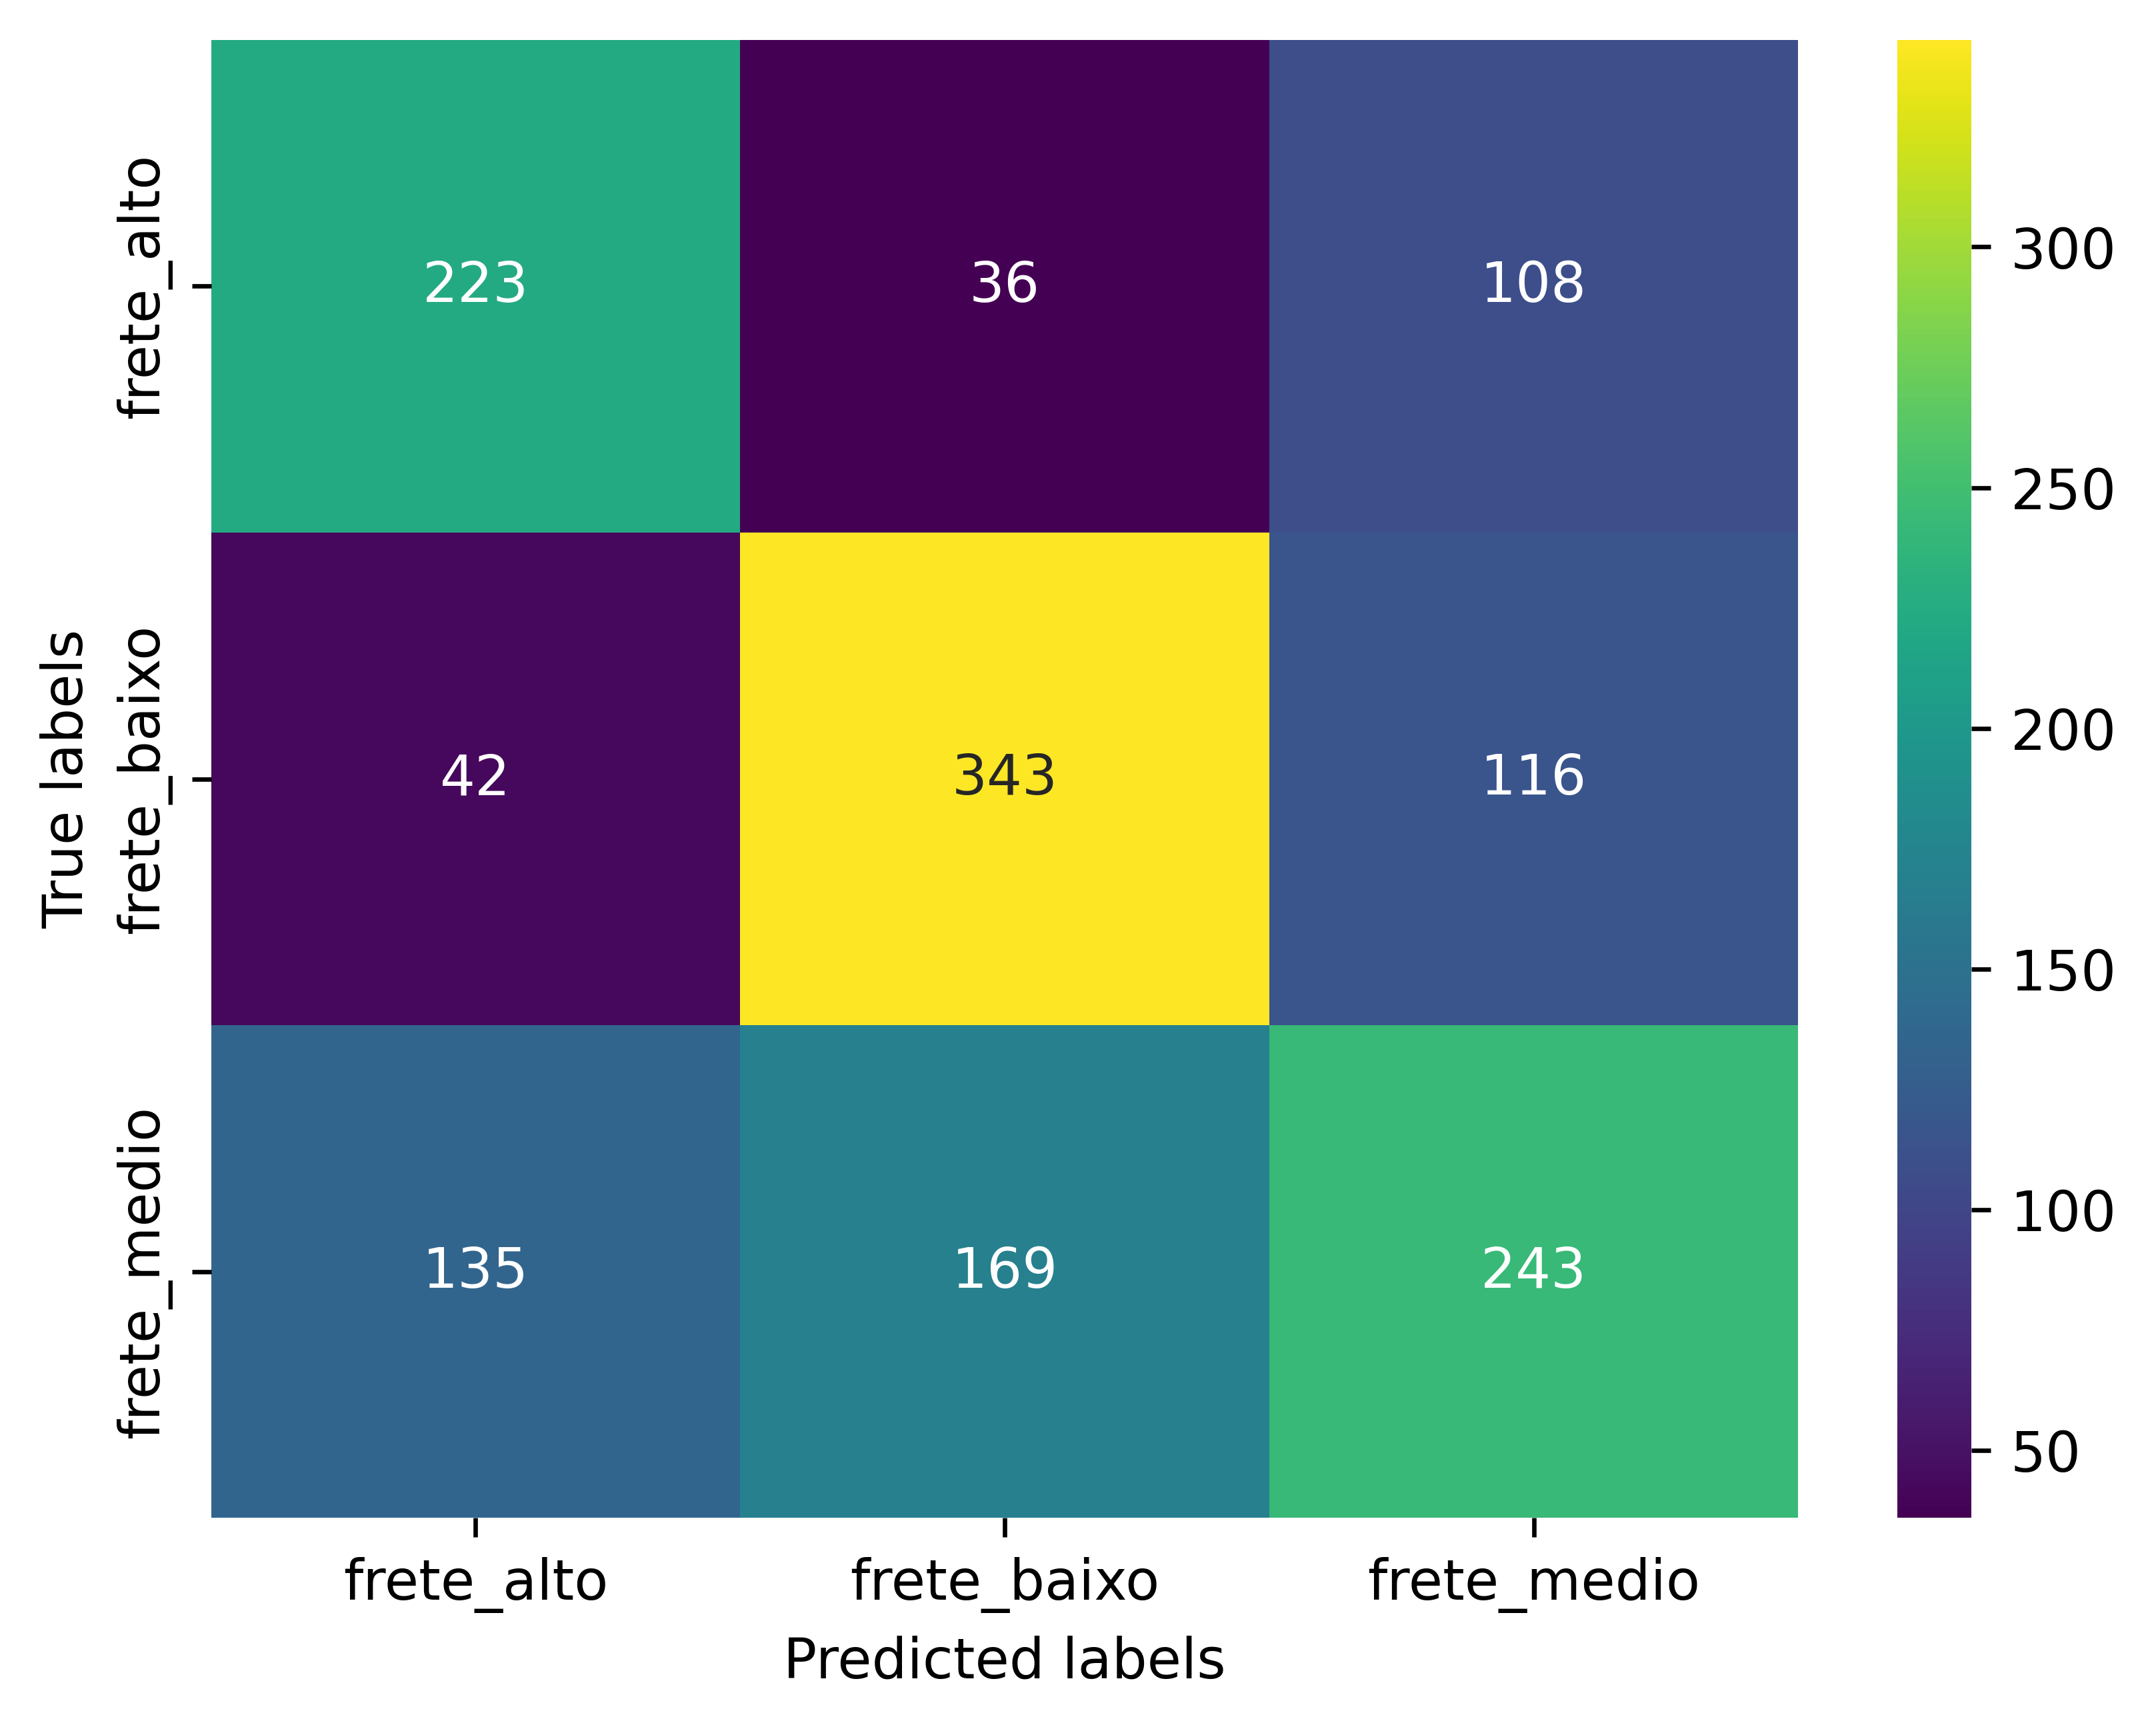 True labels
frete_alto
223 36 108
frete_baixo
42 343 116
frete_medio
135 169 243
frete_alto frete_baixo frete_medio
Predicted labels
300
250
200
150
100
50